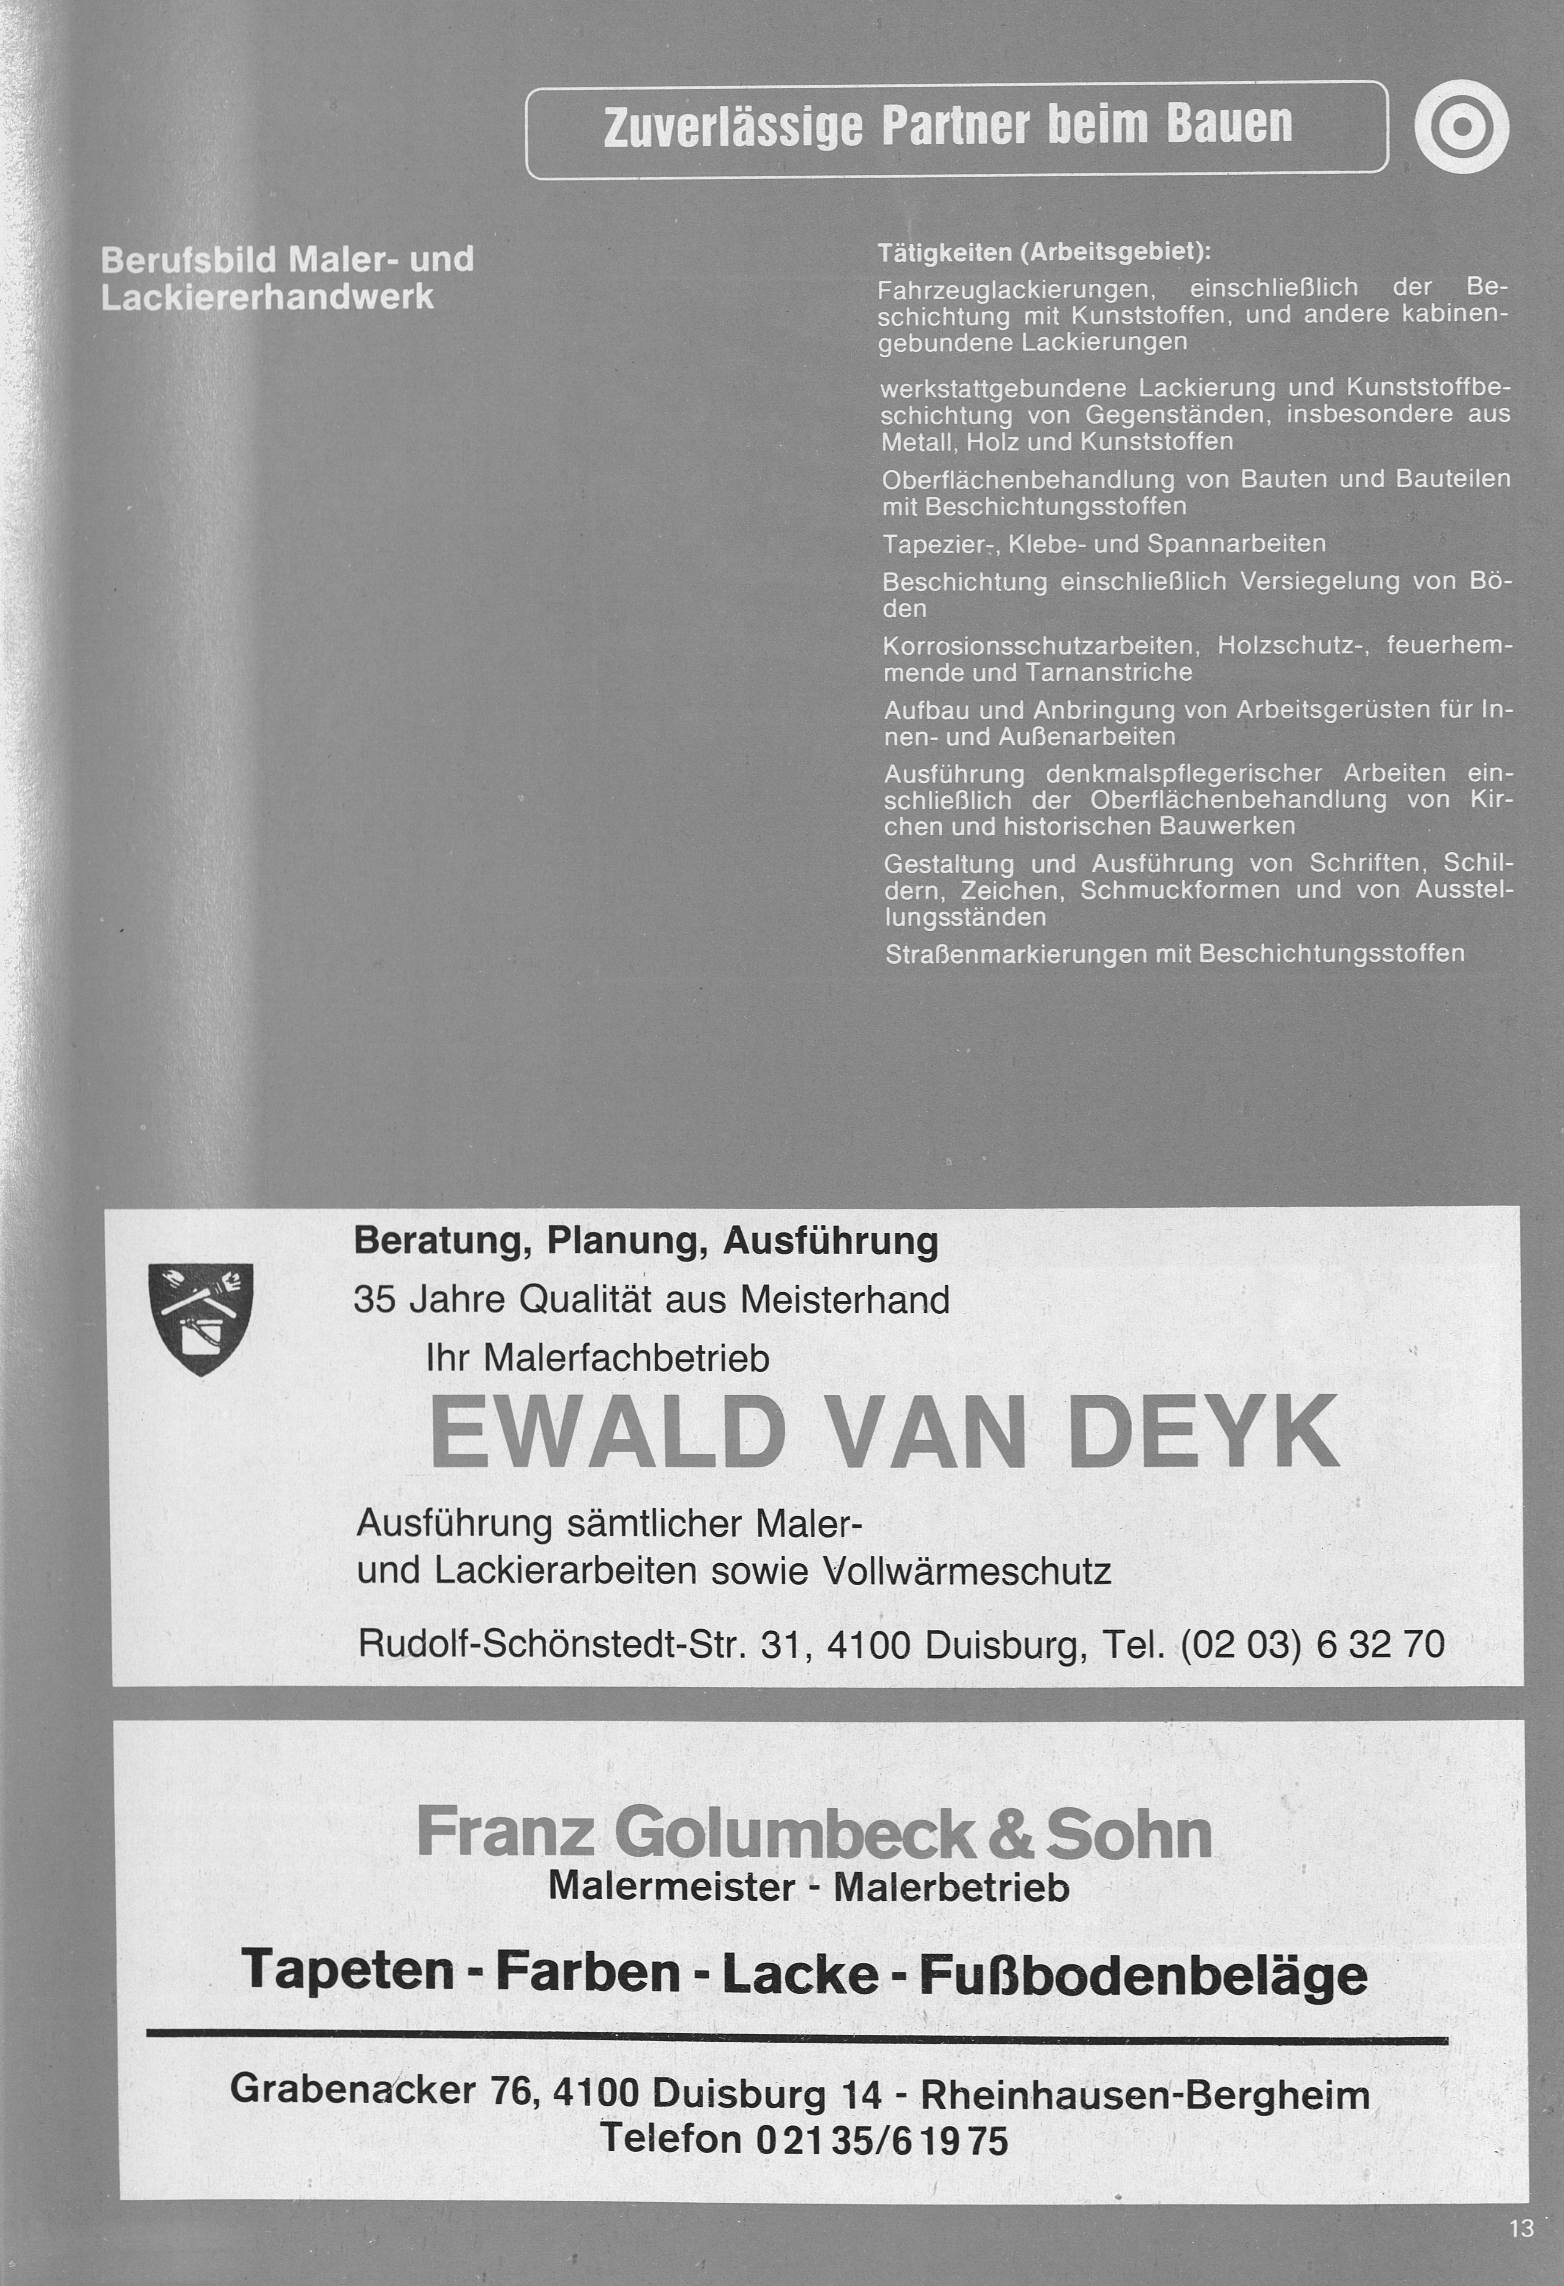 Zuverlässige Partner beim Bauen
Berufsbild Maler- und
Lackiererhandwerk
Tätigkeiten (Arbeitsgebiet):
Fahrzeuglackierungen, einschließlich der Be-
schichtung mit Kunststoffen, und andere kabinen-
gebundene Lackierungen
werkstattgebundene Lackierung und Kunststoffbe-
schichtung von Gegenständen, insbesondere aus
Metall, Holz und Kunststoffen
Oberflächenbehandlung von Bauten und Bauteilen
mit Beschichtungsstoffen
Tapezier-, Klebe- und Spannarbeiten
Beschichtung einschließlich Versiegelung von Bö-
den
Korrosionsschutzarbeiten, Holzschutz-, feuerhem-
mende und Tarnanstriche
Aufbau und Anbringung von Arbeitsgerüsten für In-
nen- und Außenarbeiten
Ausführung denkmalspflegerischer Arbeiten ein-
schließlich der Oberflächenbehandlung von Kir-
chen und historischen Bauwerken
Gestaltung und Ausführung von Schriften, Schil-
dern, Zeichen, Schmuckformen und von Ausstel-
lungsständen
Straßenmarkierungen mit Beschichtungsstoffen
Beratung, Planung, Ausführung
35 Jahre Qualität aus Meisterhand
Ihr Malerfachbetrieb
EWALD VAN DEYK
Ausführung sämtlicher Maler-
und Lackierarbeiten sowie Vollwärmeschutz
Rudolf-Schönstedt-Str. 31, 4100 Duisburg, Tel. (02 03) 6 32 70
Franz Golumbeck & Sohn
Malermeister - Malerbetrieb
Tapeten - Farben - Lacke - Fußbodenbeläge
Grabenacker 76, 4100 Duisburg 14 - Rheinhausen-Bergheim
Telefon 0 21 35/6 19 75
13